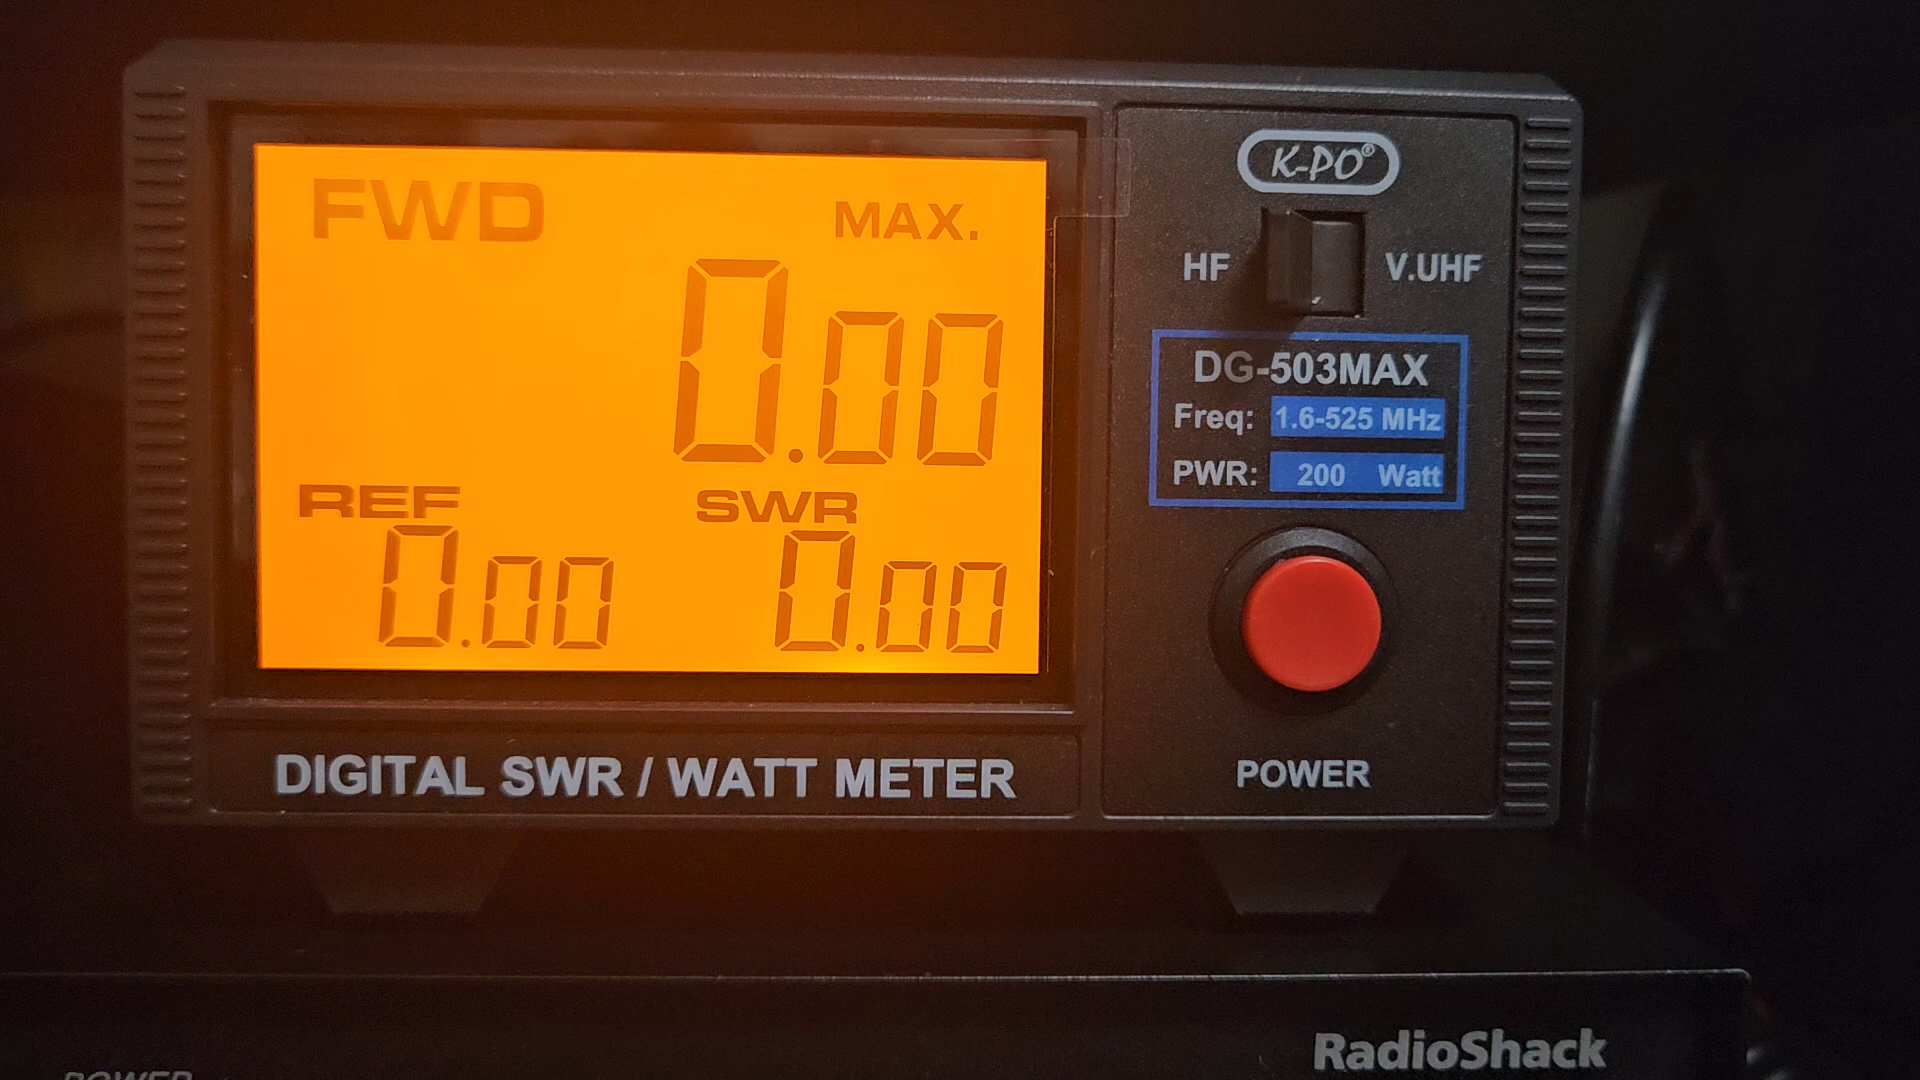 FWD MAX.
0.00
REF SWR
0.00 0.00
DIGITAL SWR / WATT METER
K-PO®
HF V.UHF
DG-503MAX
Freq: 1.6-525 MHz
PWR: 200 Watt
POWER
RadioShack
POWER